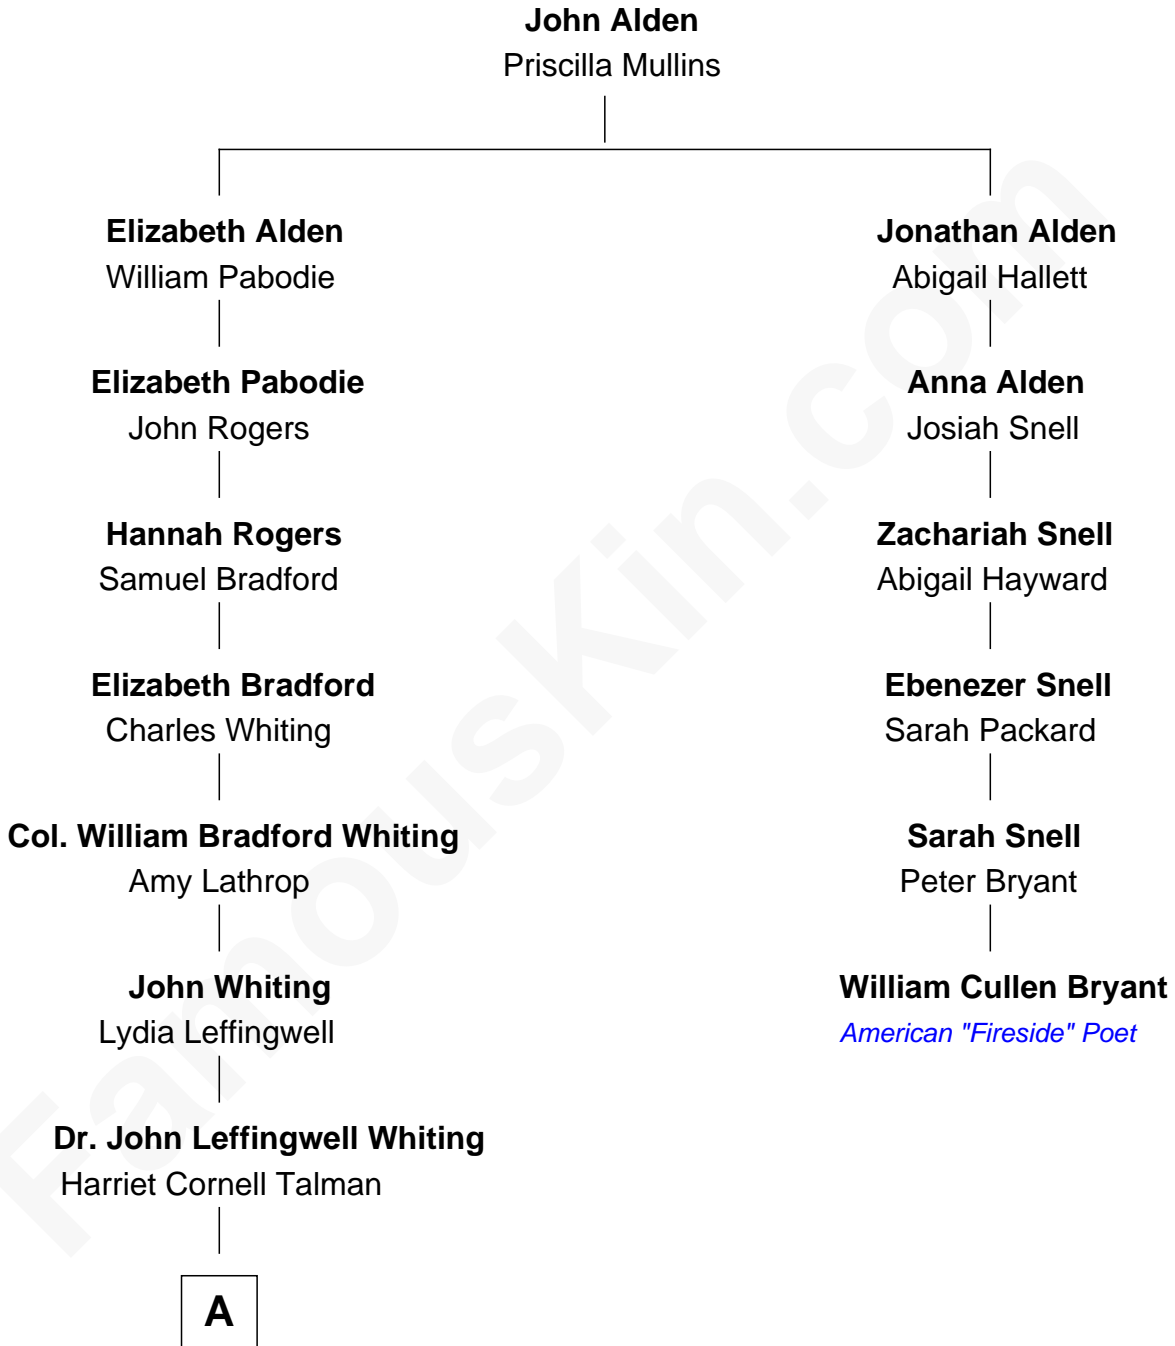 John Alden
Priscilla Mullins
Elizabeth Alden
William Pabodie
Elizabeth Pabodie
John Rogers
Hannah Rogers
Samuel Bradford
Elizabeth Bradford
Charles Whiting
Col. William Bradford Whiting
Amy Lathrop
John Whiting
Lydia Leffingwell
Dr. John Leffingwell Whiting
Harriet Cornell Talman
A
Jonathan Alden
Abigail Hallett
Anna Alden
Josiah Snell
Zachariah Snell
Abigail Hayward
Ebenezer Snell
Sarah Packard
Sarah Snell
Peter Bryant
William Cullen Bryant
American "Fireside" Poet
FamousKin.com